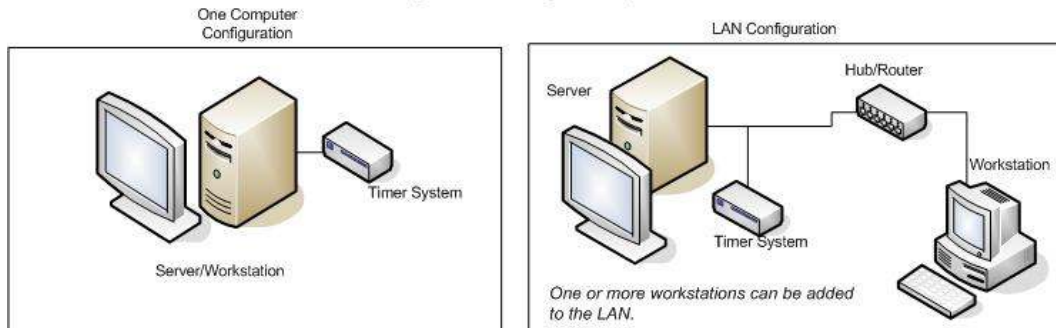 One Computer
Configuration
Timer System
Server/Workstation
LAN Configuration
Server
Hub/Router
Workstation
Timer System
One or more workstations can be added
to the LAN.